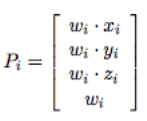 P_i = [ w_i · x_i
w_i · y_i
w_i · z_i
w_i ]